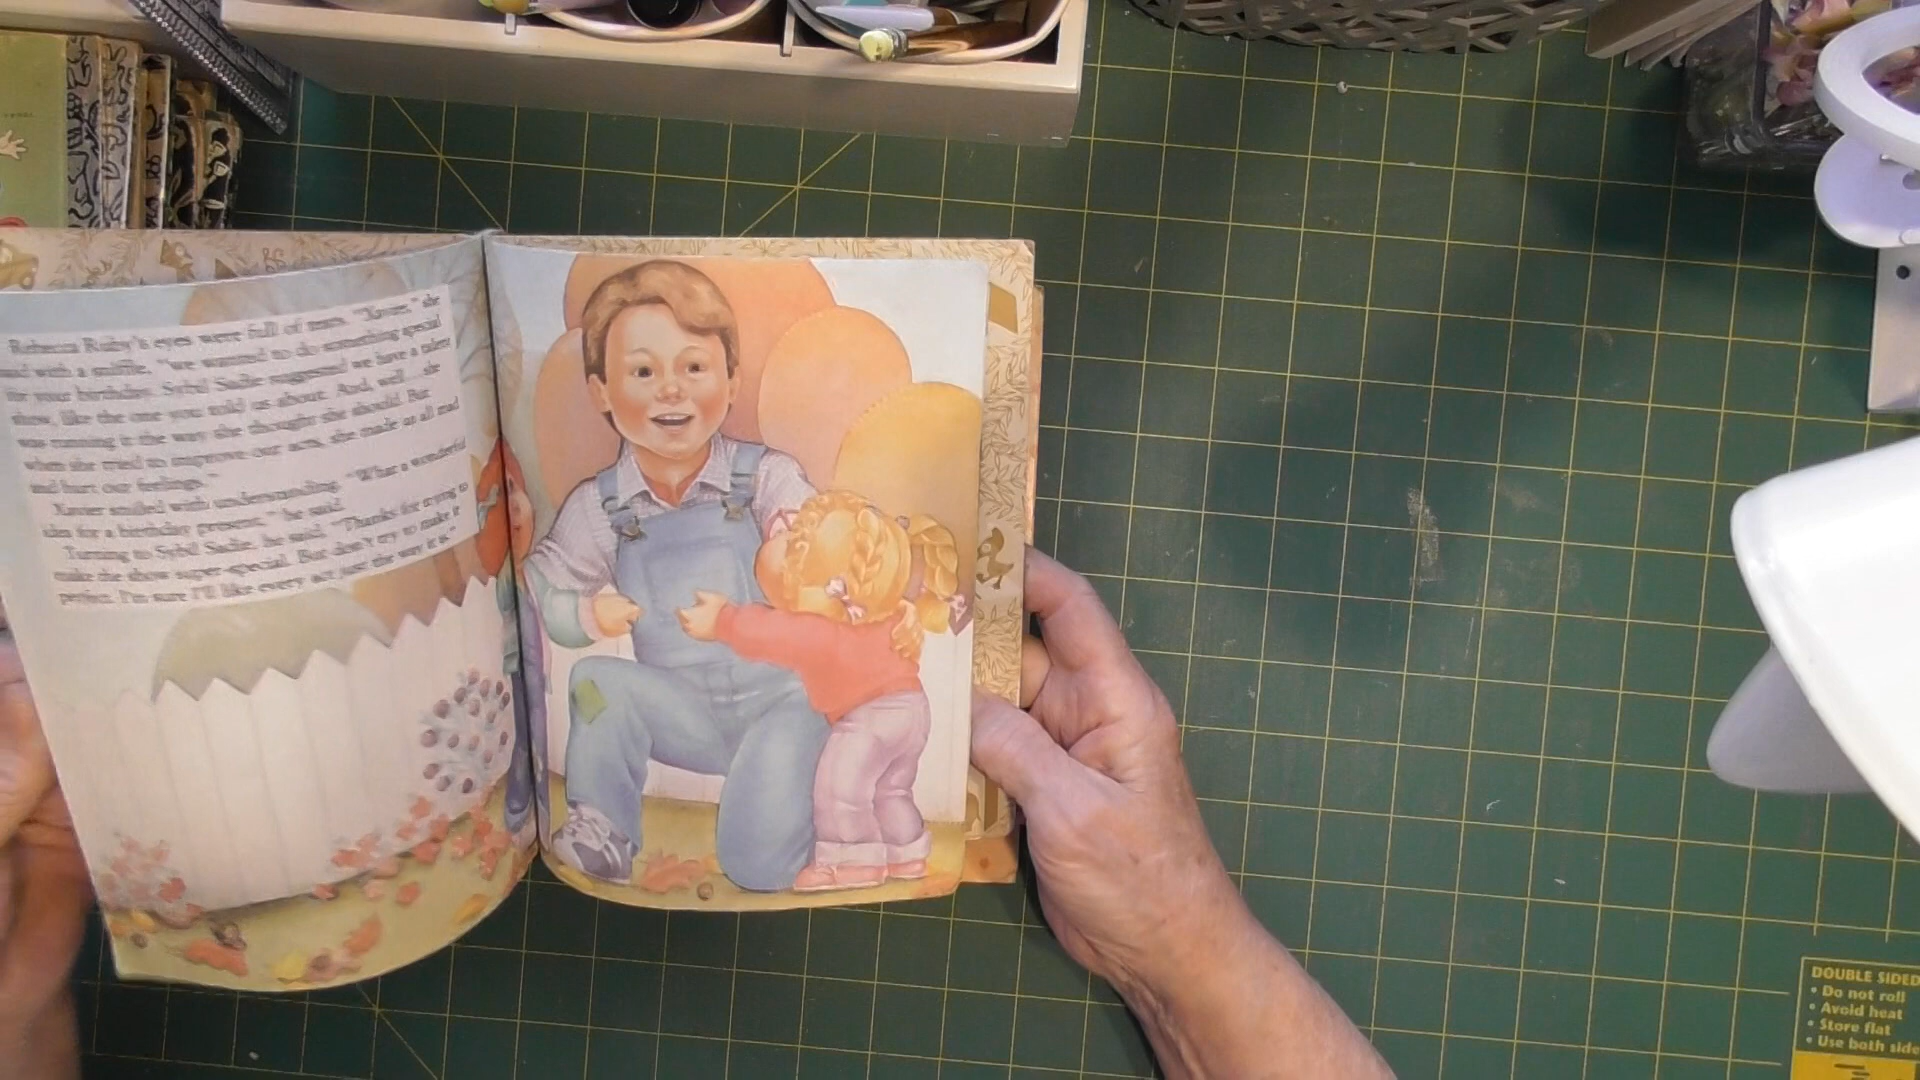 Rebecca Ruby's eyes were full of tears. "Xavier," she
said with a sniffle, "we wanted to do something special
for your birthday. Sybil Sadie suggested we have a talent
show, like the one you told us about. And well, she
was running it the way she thought she should. But
when she tried to improve our acts, she made us all mad
and hurt our feelings."
Xavier smiled with understanding. "What a wonderful
idea for a birthday present," he said.
Turning to Sybil Sadie, he said, "Thanks for trying to
make the show super-special. But don't try to make it
perfect. I'm sure I'll like every act just the way it is."
DOUBLE SIDED
• Do not roll
• Avoid heat
• Store flat
• Use both side